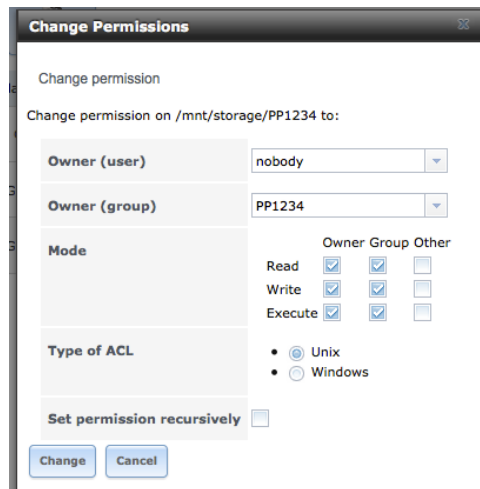 Change Permissions
Change permission
Change permission on /mnt/storage/PP1234 to:
Owner (user) nobody
Owner (group) PP1234
Mode
Owner Group Other
Read
Write
Execute
Type of ACL
Unix
Windows
Set permission recursively
Change Cancel